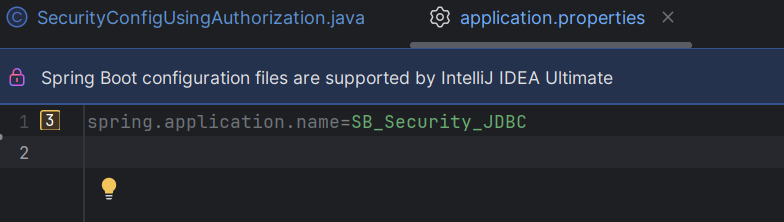 SecurityConfigUsingAuthorization.java application.properties
Spring Boot configuration files are supported by IntelliJ IDEA Ultimate
1 3 spring.application.name=SB_Security_JDBC
2